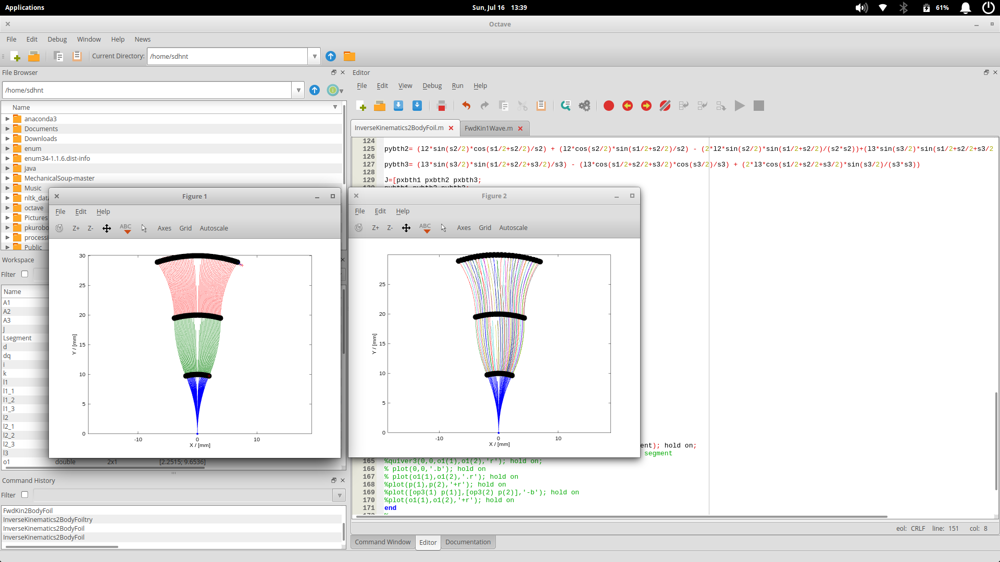 Applications
Sun, Jul 16 13:39
61%
Octave
File Edit Debug Window Help News
Current Directory: /home/sdhnt
File Browser
/home/sdhnt
Name
anaconda3
Documents
Downloads
enum
enum34-1.1.6.dist-info
java
MechanicalSoup-master
Music
nltk_data
octave
Pictures
pkurobo
processi
Public
Workspace
Filter
Name
A1
A2
A3
J
Lsegment
d
dq
i
k
l1
l1_1
l1_2
l1_3
l2
l2_1
l2_2
l2_3
l3
o1 double 2x1 [2.2515; 9.6536]
Command History
Filter
FwdKin2BodyFoil
InverseKinematics2BodyFoiltry
InverseKinematics2BodyFoil
InverseKinematics2BodyFoil
Editor
File Edit View Debug Run Help
InverseKinematics2BodyFoil.m FwdKin1Wave.m
124
125 pybth2= (l2*sin(s2/2)*cos(s1/2+s2/2)/s2) + (l2*cos(s2/2)*sin(s1/2+s2/2)/s2) - (2*l2*sin(s2/2)*sin(s1/2+s2/2)/(s2*s2))+(l3*sin(s3/2)*sin(s1/2+s2/2+s3/2
126
127 pybth3= (l3*sin(s3/2)*sin(s1/2+s2/2+s3/2)/s3) - (l3*cos(s1/2+s2/2+s3/2)*cos(s3/2)/s3) + (2*l3*cos(s1/2+s2/2+s3/2)*sin(s3/2)/(s3*s3))
128
129 J=[pxbth1 pxbth2 pxbth3;
130 pybth1 pybth2 pybth3;
ent); hold on;
segment
165 %quiver3(0,0,o1(1),o1(2),'r'); hold on;
166 % plot(0,0,'.b'); hold on
167 % plot(o1(1),o1(2),'.r'); hold on
168 %plot(p(1),p(2),'+r'); hold on
169 %plot([op3(1) p(1)],[op3(2) p(2)],'-b'); hold on
170 %plot(o1(1),o1(2),'+r'); hold on
171 end
172 %
eol: CRLF line: 151 col: 8
Command Window Editor Documentation
Figure 1
File Edit Help
Z+ Z- ABC Axes Grid Autoscale
30
25
20
15
10
5
0
Y / [mm]
-10 0 10
X / [mm]
Figure 2
File Edit Help
Z+ Z- ABC Axes Grid Autoscale
25
20
15
10
5
0
Y / [mm]
-10 0 10
X / [mm]